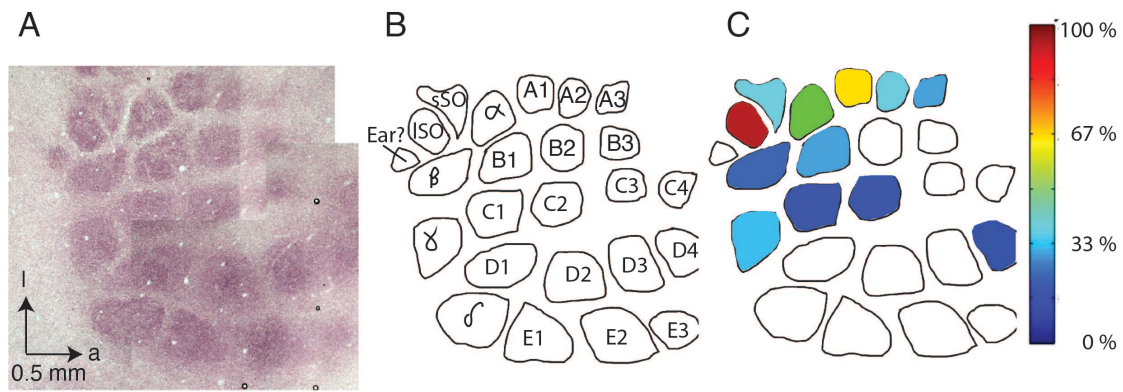 A
B
C
l
a
0.5 mm
sSO
α
A1
A2
A3
lSO
Ear?
β
B1
B2
B3
C1
C2
C3
C4
γ
D1
D2
D3
D4
δ
E1
E2
E3
100 %
67 %
33 %
0 %